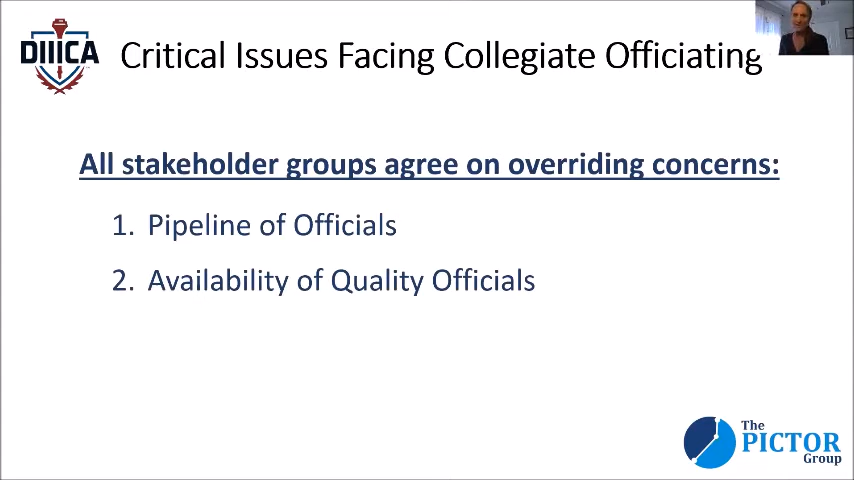 DIIICA
Critical Issues Facing Collegiate Officiating
All stakeholder groups agree on overriding concerns:
1. Pipeline of Officials
2. Availability of Quality Officials
The
PICTOR
Group